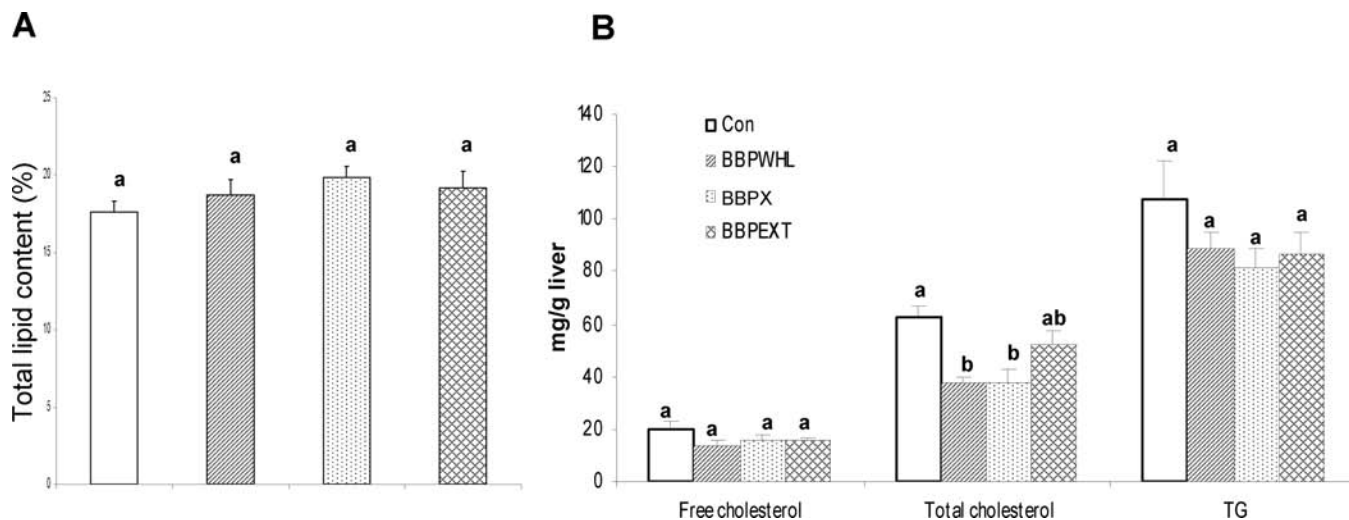 A
Total lipid content (%)
25
20
15
10
5
0
a
a
a
a
B
mg/g liver
140
120
100
80
60
40
20
0
Con
BBPWHL
BBPX
BBPEXT
a
a
a
a
a
b
b
ab
a
a
a
a
Free cholesterol
Total cholesterol
TG